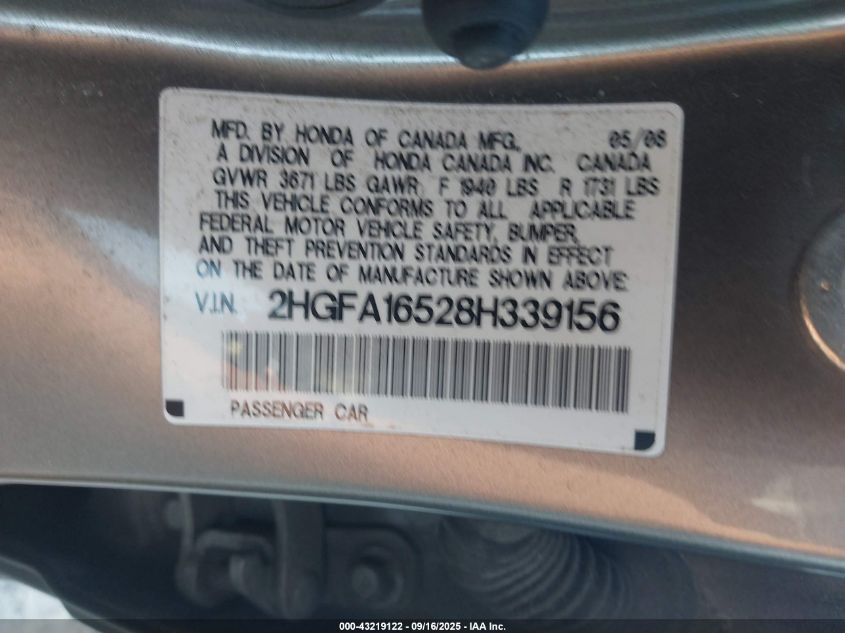 MFD. BY HONDA OF CANADA MFG., 05/08
A DIVISION OF HONDA CANADA INC. CANADA
GVWR 3671 LBS GAWR F 1940 LBS R 1731 LBS
THIS VEHICLE CONFORMS TO ALL APPLICABLE
FEDERAL MOTOR VEHICLE SAFETY, BUMPER,
AND THEFT PREVENTION STANDARDS IN EFFECT
ON THE DATE OF MANUFACTURE SHOWN ABOVE.
V.I.N. 2HGFA16528H339156
PASSENGER CAR
000-43219122 - 09/16/2025 - IAA Inc.